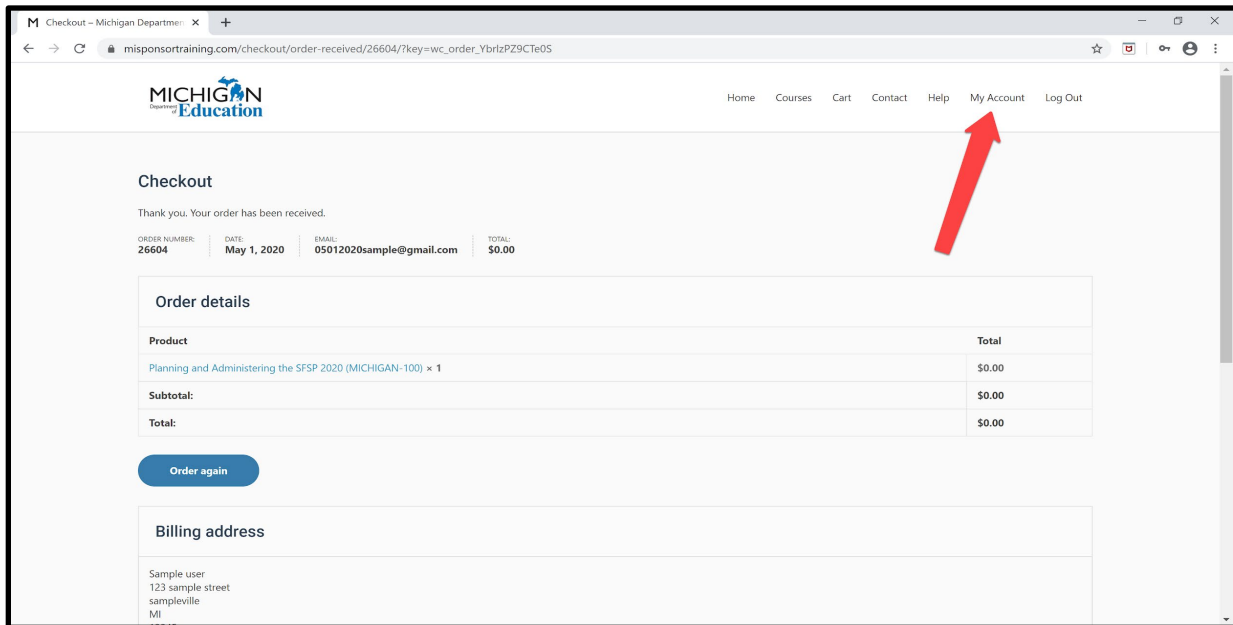 M Checkout – Michigan Departmen × +
misponsortraining.com/checkout/order-received/26604/?key=wc_order_YbrlzPZ9CTe0S
MICHIGAN
Department of Education
Home Courses Cart Contact Help My Account Log Out
Checkout
Thank you. Your order has been received.
ORDER NUMBER: DATE: EMAIL: TOTAL:
26604 May 1, 2020 05012020sample@gmail.com $0.00
Order details
Product Total
Planning and Administering the SFSP 2020 (MICHIGAN-100) × 1 $0.00
Subtotal: $0.00
Total: $0.00
Order again
Billing address
Sample user
123 sample street
sampleville
MI